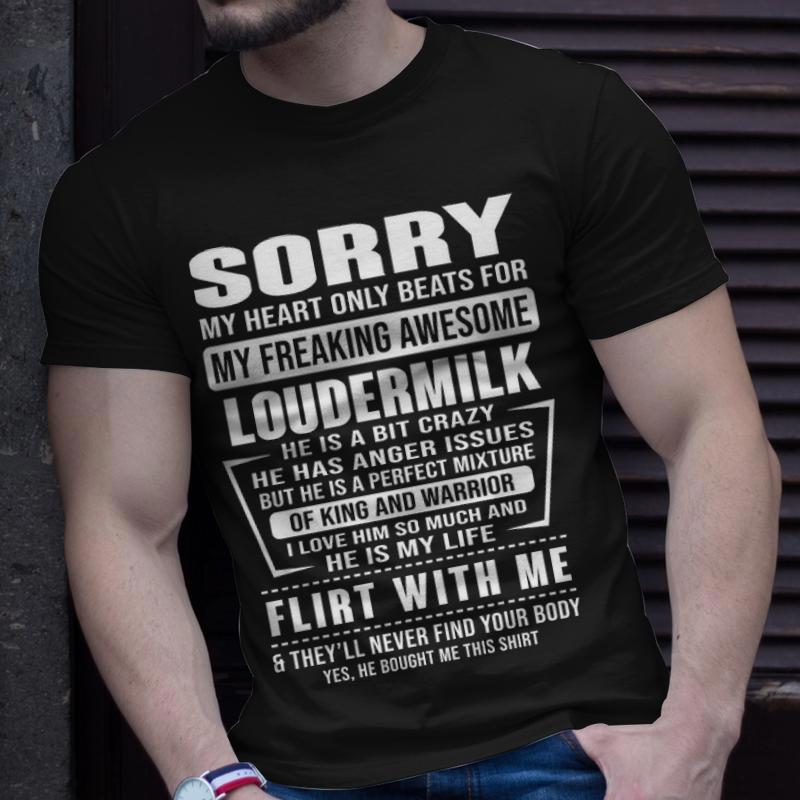 SORRY
MY HEART ONLY BEATS FOR
MY FREAKING AWESOME
LOUDERMILK
HE IS A BIT CRAZY
HE HAS ANGER ISSUES
BUT HE IS A PERFECT MIXTURE
OF KING AND WARRIOR
I LOVE HIM SO MUCH AND
HE IS MY LIFE
FLIRT WITH ME
& THEY'LL NEVER FIND YOUR BODY
YES, HE BOUGHT ME THIS SHIRT